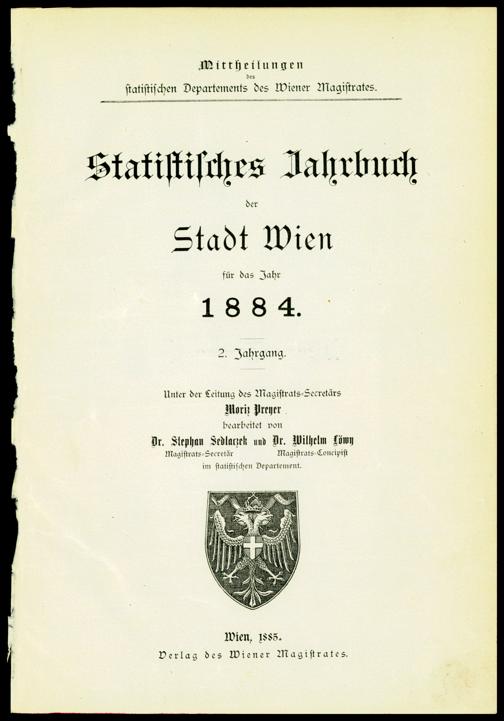 Mittheilungen
des
statistischen Departements des Wiener Magistrates.
Statistisches Jahrbuch
der
Stadt Wien
für das Jahr
1884.
2. Jahrgang.
Unter der Leitung des Magistrats-Secretärs
Moriz Preyer
bearbeitet von
Dr. Stephan Sedlaczek und Dr. Wilhelm Löwy
Magistrats-Secretär Magistrats-Concipist
im statistischen Departement.
Wien, 1885.
Verlag des Wiener Magistrates.